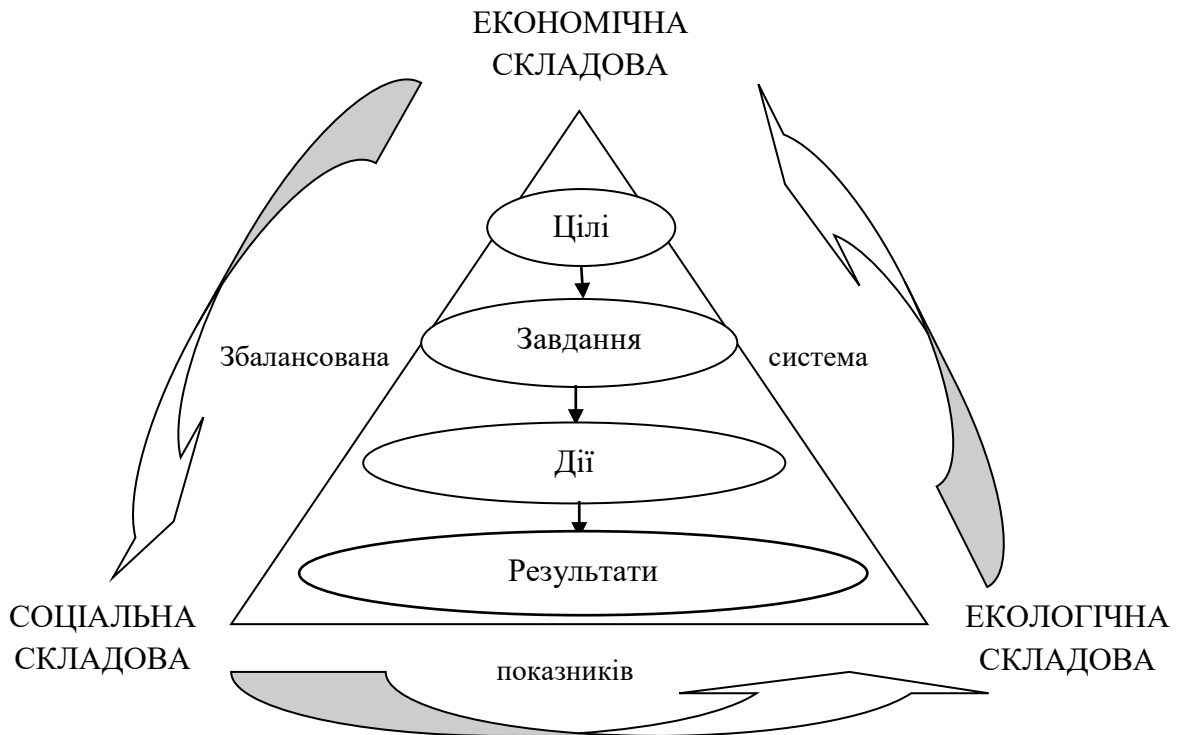 ЕКОНОМІЧНА
СКЛАДОВА
Цілі
Завдання
Збалансована
система
Дії
Результати
СОЦІАЛЬНА
СКЛАДОВА
ЕКОЛОГІЧНА
СКЛАДОВА
показників